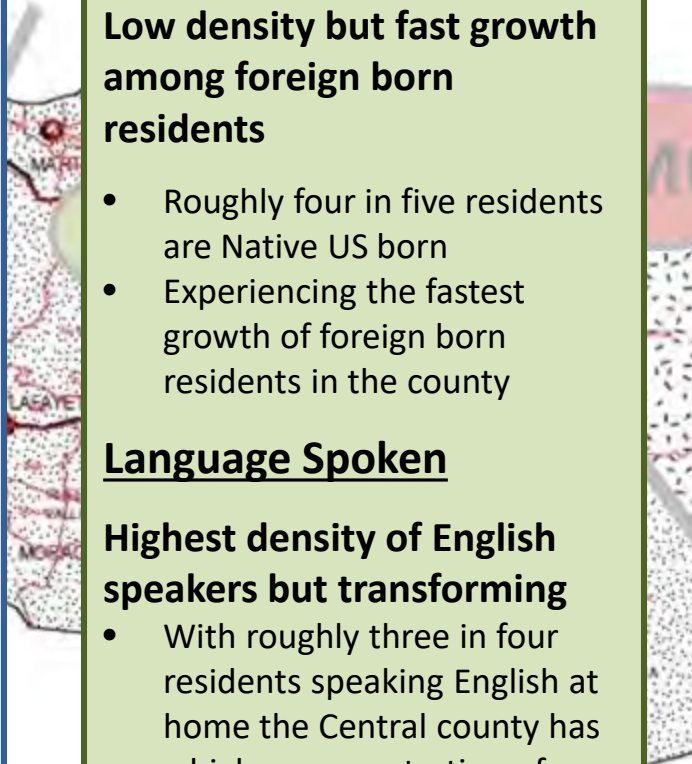 Low density but fast growth
among foreign born
residents
• Roughly four in five residents
are Native US born
• Experiencing the fastest
growth of foreign born
residents in the county
Language Spoken
Highest density of English
speakers but transforming
• With roughly three in four
residents speaking English at
home the Central county has